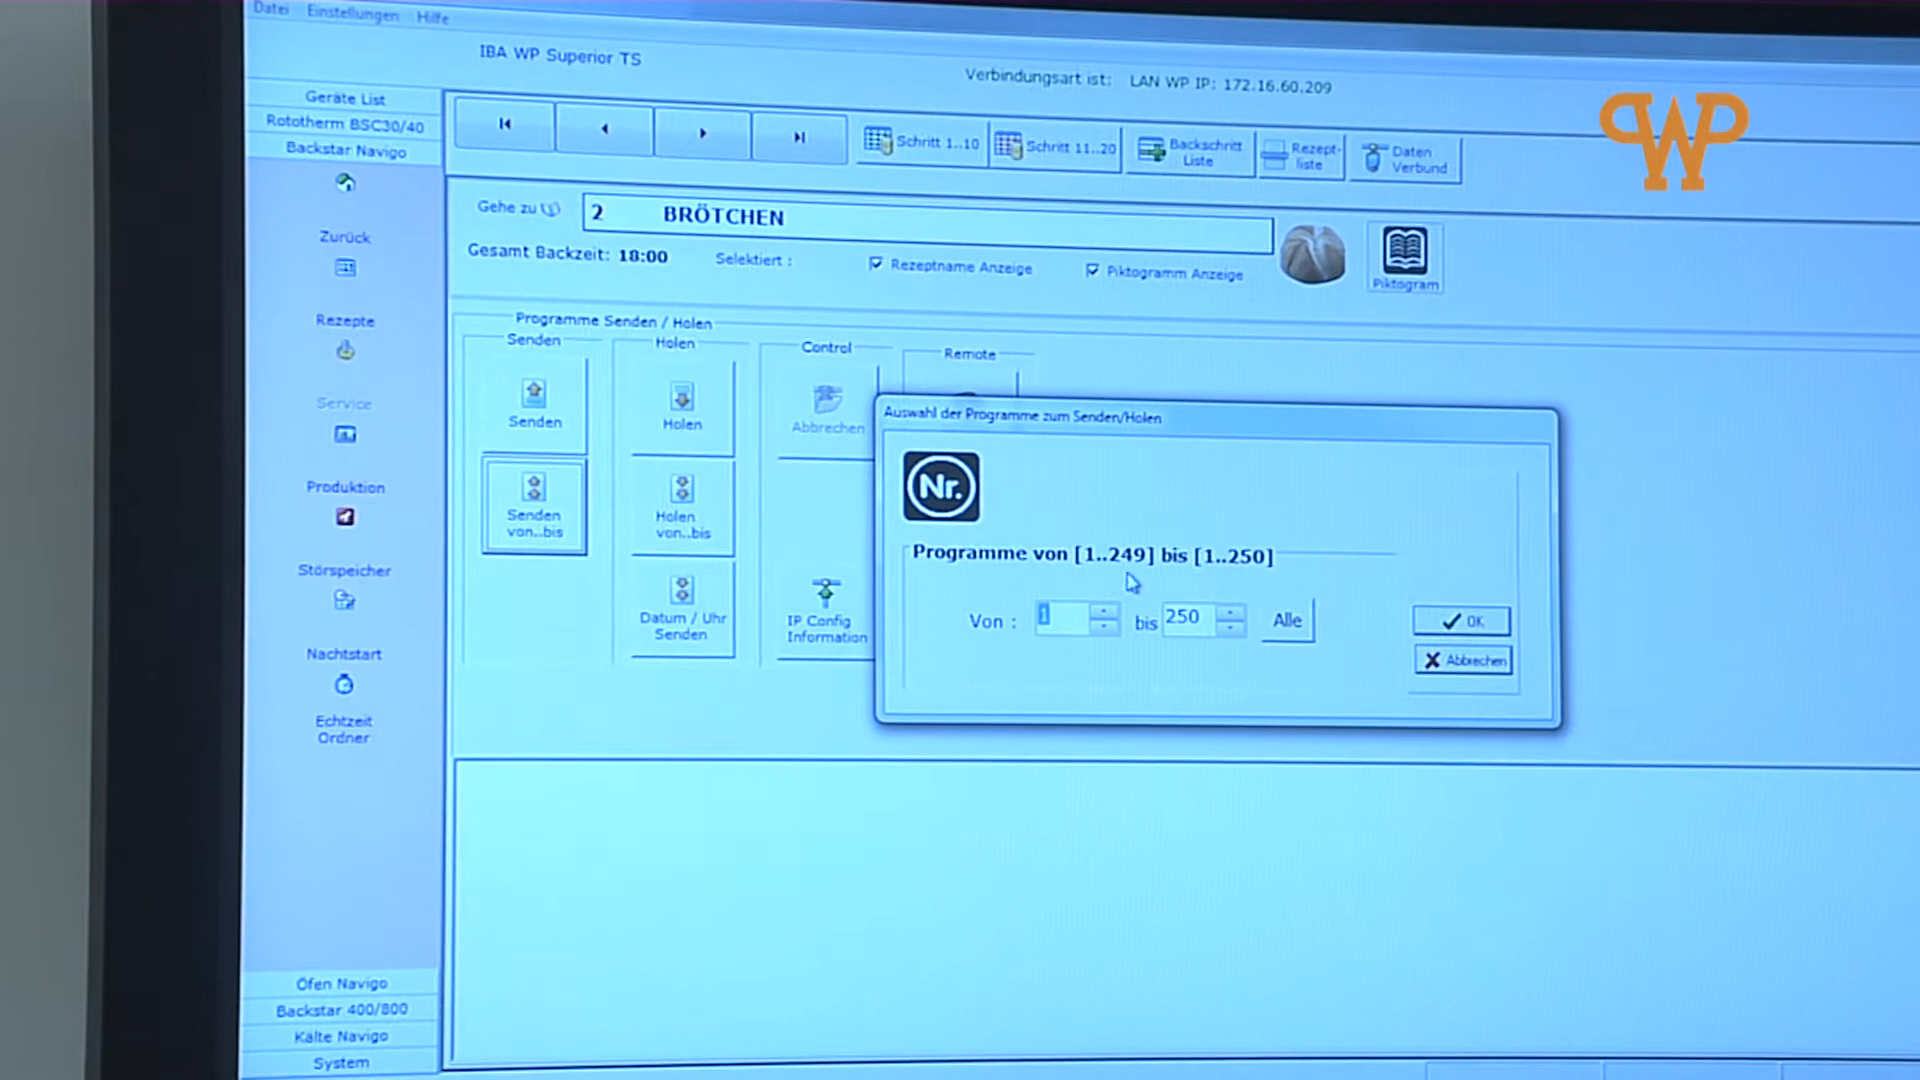 Datei Einstellungen Hilfe
IBA WP Superior TS
Verbindungsart ist: LAN WP IP: 172.16.60.209
WP
Geräte List
Rototherm BSC30/40
Backstar Navigo
Schritt 1..10
Schritt 11..20
Backschritt
Liste
Rezept-
liste
Daten
Verbund
Gehe zu
2 BRÖTCHEN
Gesamt Backzeit: 18:00
Selektiert :
Rezeptname Anzeige
Piktogramm Anzeige
Piktogram
Zurück
Rezepte
Service
Produktion
Störspeicher
Nachtstart
Echtzeit
Ordner
Programme Senden / Holen
Senden
Holen
Control
Remote
Senden
Holen
Abbrechen
Senden
von..bis
Holen
von..bis
Datum / Uhr
Senden
IP Config
Information
Auswahl der Programme zum Senden/Holen
Nr.
Programme von [1..249] bis [1..250]
Von : 1 bis 250 Alle
OK
Abbrechen
Öfen Navigo
Backstar 400/800
Kälte Navigo
System